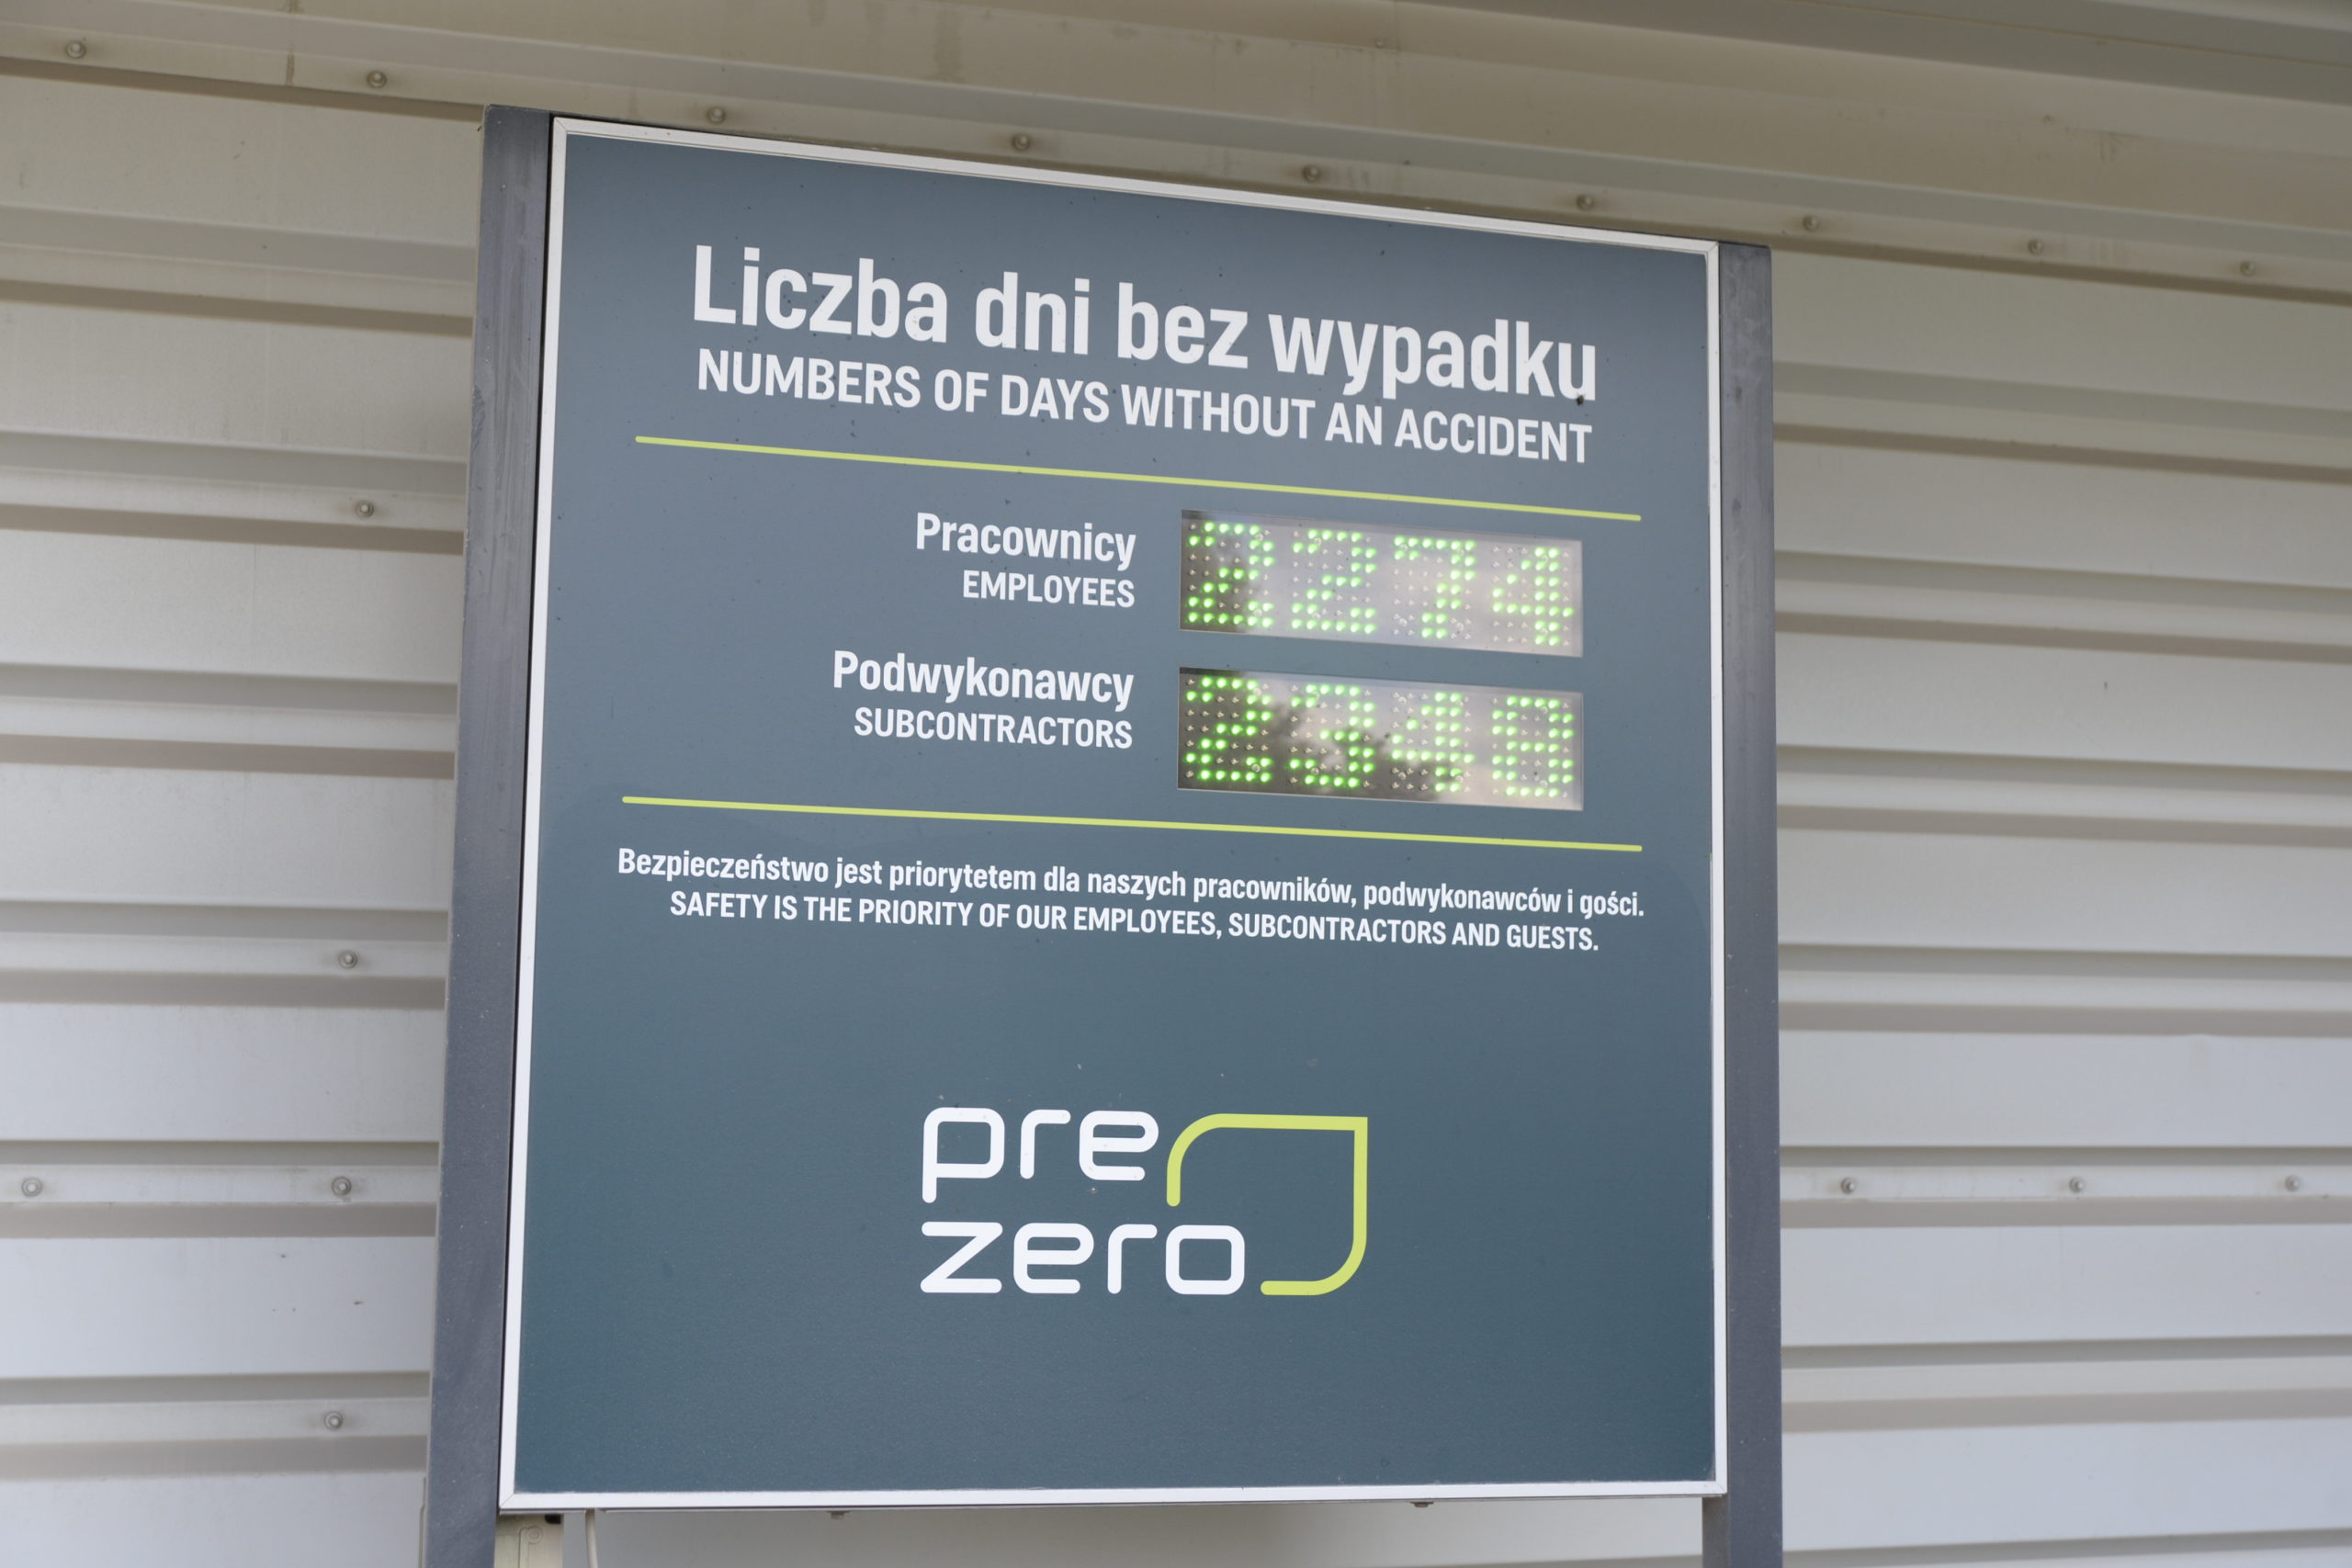 Liczba dni bez wypadku
NUMBERS OF DAYS WITHOUT AN ACCIDENT
Pracownicy 2274
EMPLOYEES
Podwykonawcy 2348
SUBCONTRACTORS
Bezpieczeństwo jest priorytetem dla naszych pracowników, podwykonawców i gości.
SAFETY IS THE PRIORITY OF OUR EMPLOYEES, SUBCONTRACTORS AND GUESTS.
pre
zero